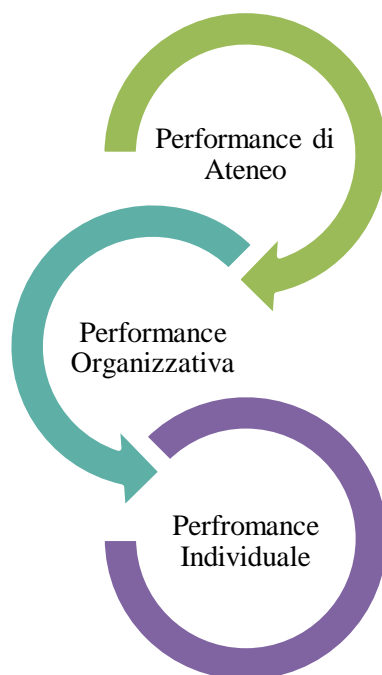 Performance di
Ateneo
Performance
Organizzativa
Perfromance
Individuale